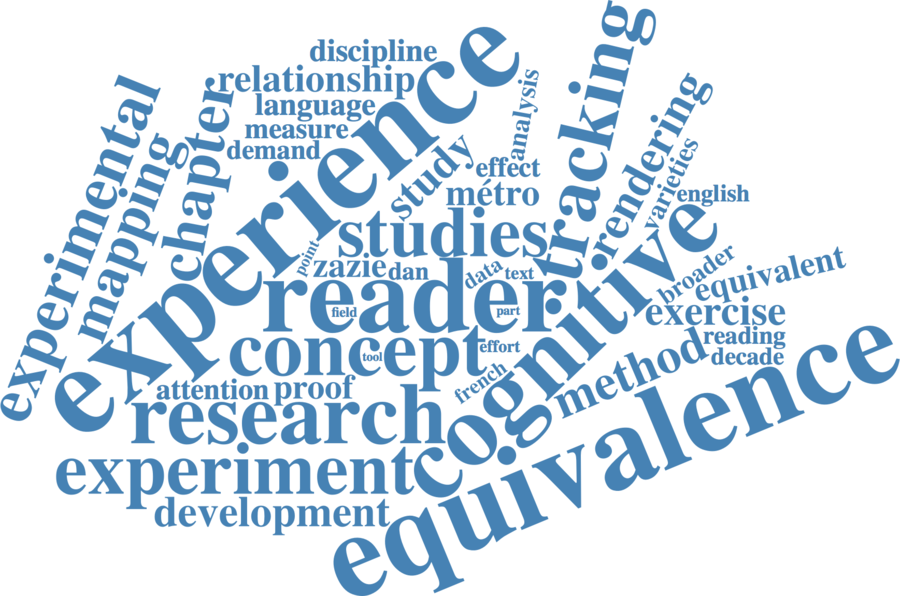 discipline
relationship
language
measure
demand
experimental
mapping
chapter
experience
study
analysis
effect
métro
tracking
rendering
varieties
english
studies
point
zazie
dan
data
text
reader
field
part
cognitive
broader
equivalent
exercise
reading
decade
concept
tool
effort
french
method
attention
proof
research
experiment
equivalence
development